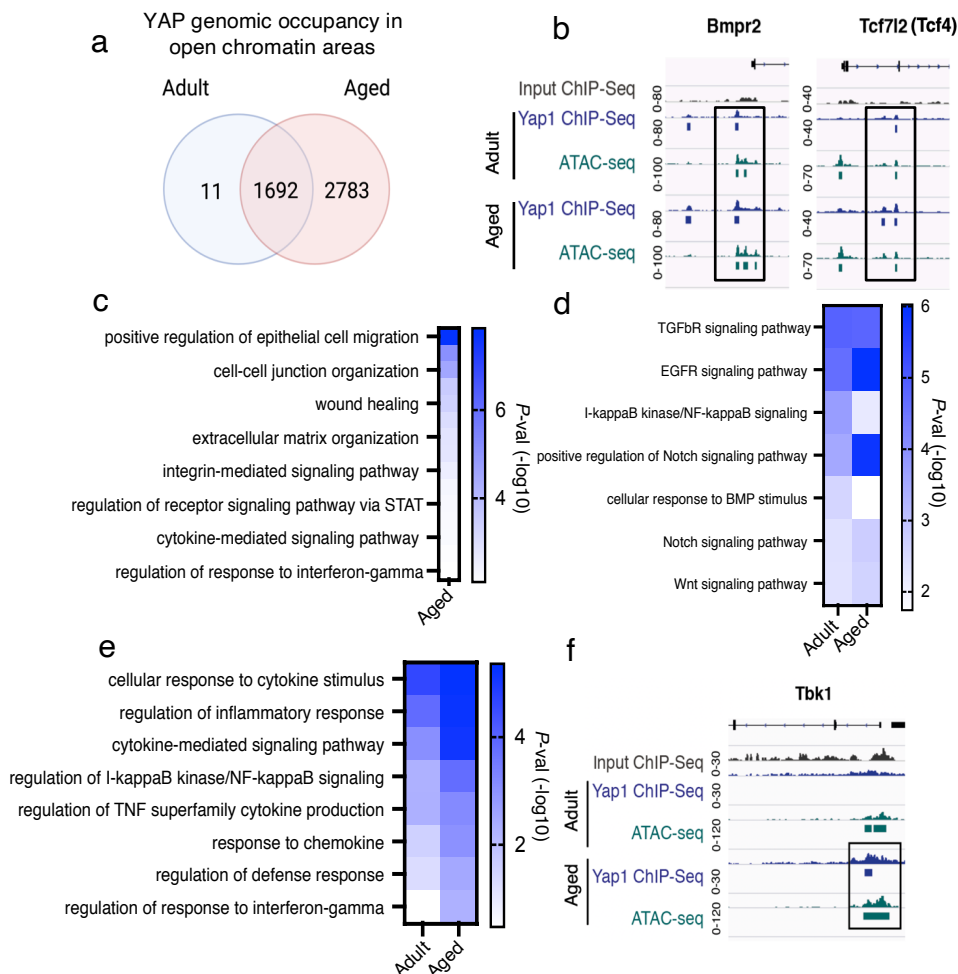 a
YAP genomic occupancy in
open chromatin areas
Adult
Aged
11
1692
2783
b
Bmpr2
Tcf7l2 (Tcf4)
Input ChIP-Seq
0-80
0-40
Adult
Yap1 ChIP-Seq
0-80
0-40
ATAC-seq
0-100
0-70
Aged
Yap1 ChIP-Seq
0-80
0-40
ATAC-seq
0-100
0-70
c
positive regulation of epithelial cell migration
cell-cell junction organization
wound healing
extracellular matrix organization
integrin-mediated signaling pathway
regulation of receptor signaling pathway via STAT
cytokine-mediated signaling pathway
regulation of response to interferon-gamma
Aged
6
4
P-val (-log10)
d
TGFbR signaling pathway
EGFR signaling pathway
I-kappaB kinase/NF-kappaB signaling
positive regulation of Notch signaling pathway
cellular response to BMP stimulus
Notch signaling pathway
Wnt signaling pathway
Adult
Aged
6
5
4
3
2
P-val (-log10)
e
cellular response to cytokine stimulus
regulation of inflammatory response
cytokine-mediated signaling pathway
regulation of I-kappaB kinase/NF-kappaB signaling
regulation of TNF superfamily cytokine production
response to chemokine
regulation of defense response
regulation of response to interferon-gamma
Adult
Aged
4
2
P-val (-log10)
f
Tbk1
Input ChIP-Seq
0-30
Adult
Yap1 ChIP-Seq
0-30
ATAC-seq
0-120
Aged
Yap1 ChIP-Seq
0-30
ATAC-seq
0-120